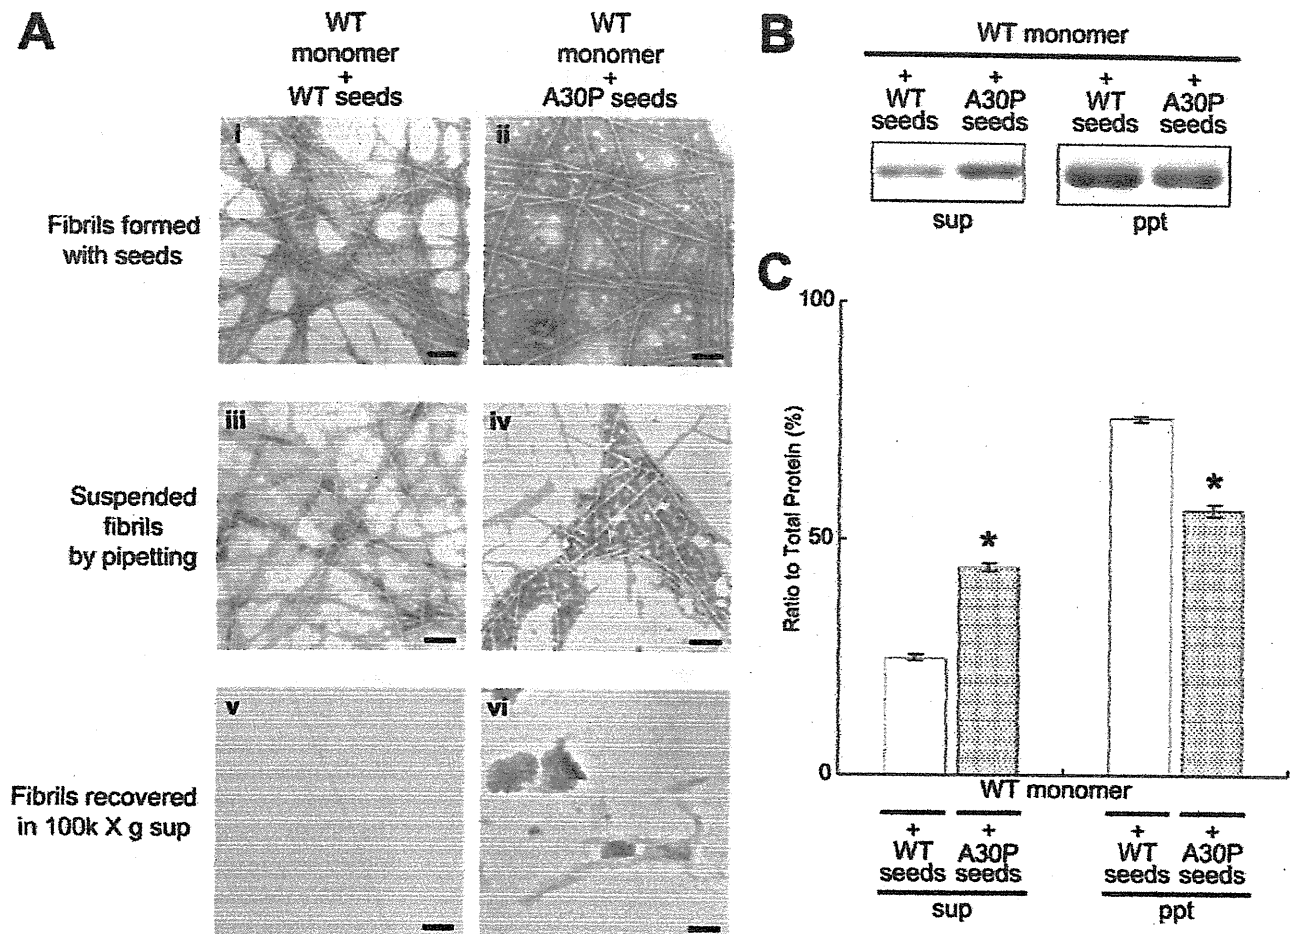 A
WT
monomer
+
WT seeds
WT
monomer
+
A30P seeds
i
ii
Fibrils formed
with seeds
iii
iv
Suspended
fibrils
by pipetting
v
vi
Fibrils recovered
in 100k X g sup
B
WT monomer
+
WT
seeds
+
A30P
seeds
+
WT
seeds
+
A30P
seeds
sup
ppt
C
100
50
0
Ratio to Total Protein (%)
*
*
WT monomer
+
WT
seeds
+
A30P
seeds
+
WT
seeds
+
A30P
seeds
sup
ppt